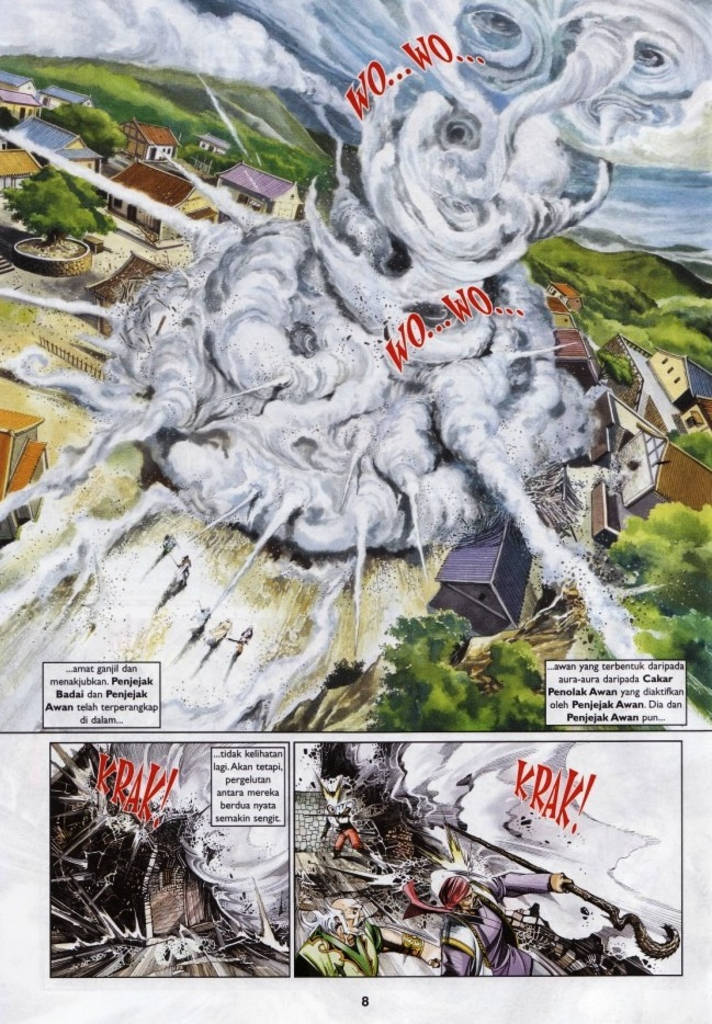 WO...WO...
WO...WO...
...amat ganjil dan
menakjubkan. Penjejak
Badai dan Penjejak
Awan telah terperangkap
di dalam...
...awan yang terbentuk daripada
aura-aura daripada Cakar
Penolak Awan yang diaktifkan
oleh Penjejak Awan. Dia dan
Penjejak Awan pun...
KRAK!
...tidak kelihatan
lagi. Akan tetapi,
pergelutan
antara mereka
berdua nyata
semakin sengit.
KRAK!
8